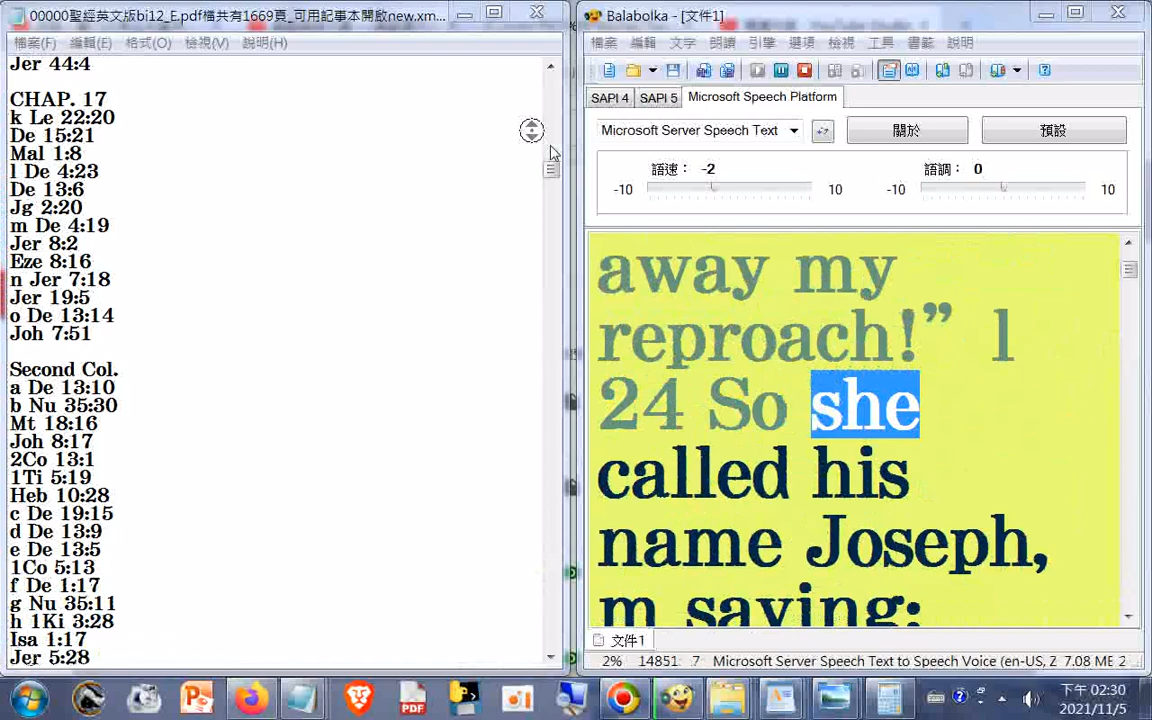 00000聖經英文版bi12_E.pdf檔共有1669頁_可用記事本開啟new.xm...
檔案(F) 編輯(E) 格式(O) 檢視(V) 說明(H)
Jer 44:4
CHAP. 17
k Le 22:20
De 15:21
Mal 1:8
l De 4:23
De 13:6
Jg 2:20
m De 4:19
Jer 8:2
Eze 8:16
n Jer 7:18
Jer 19:5
o De 13:14
Joh 7:51
Second Col.
a De 13:10
b Nu 35:30
Mt 18:16
Joh 8:17
2Co 13:1
1Ti 5:19
Heb 10:28
c De 19:15
d De 13:9
e De 13:5
1Co 5:13
f De 1:17
g Nu 35:11
h 1Ki 3:28
Isa 1:17
Jer 5:28
Balabolka - [文件1]
檔案 編輯 文字 朗讀 引擎 選項 檢視 工具 書籤 說明
SAPI 4 SAPI 5 Microsoft Speech Platform
Microsoft Server Speech Text 關於 預設
語速： -2 語調： 0
-10 10 -10 10
away my
reproach!” l
24 So she
called his
name Joseph,
m saying:
文件1
2% 14851: 7 Microsoft Server Speech Text to Speech Voice (en-US, Z 7.08 MB 2
下午 02:30
2021/11/5